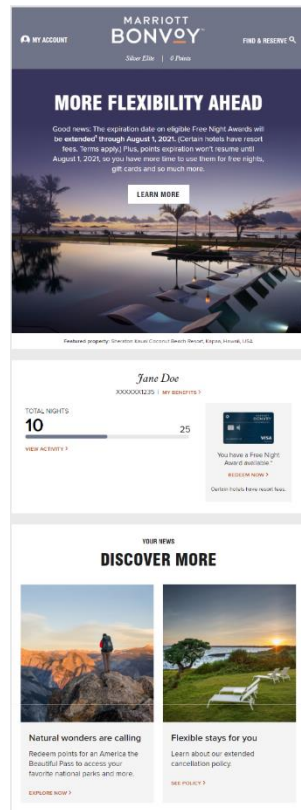 MARRIOTT
BONVOY
MY ACCOUNT
FIND & RESERVE
Silver Elite | 0 Points
MORE FLEXIBILITY AHEAD
Good news: The expiration date on eligible Free Night Awards will
be extended* through August 1, 2021. (Certain hotels have resort
fees. Terms apply.) Plus, points expiration won't resume until
August 1, 2021, so you have more time to use them for free nights,
gift cards and so much more.
LEARN MORE
Featured property: Sheraton Kauai Coconut Beach Resort, Kapaa, Hawaii, USA
Jane Doe
XXXXXXX1235 | MY BENEFITS >
TOTAL NIGHTS
10
25
VIEW ACTIVITY >
VISA
You have a Free Night
Award available.*
REDEEM NOW >
Certain hotels have resort fees.
YOUR NEWS
DISCOVER MORE
Natural wonders are calling
Redeem points for an America the
Beautiful Pass to access your
favorite national parks and more.
EXPLORE NOW >
Flexible stays for you
Learn about our extended
cancellation policy.
SEE POLICY >